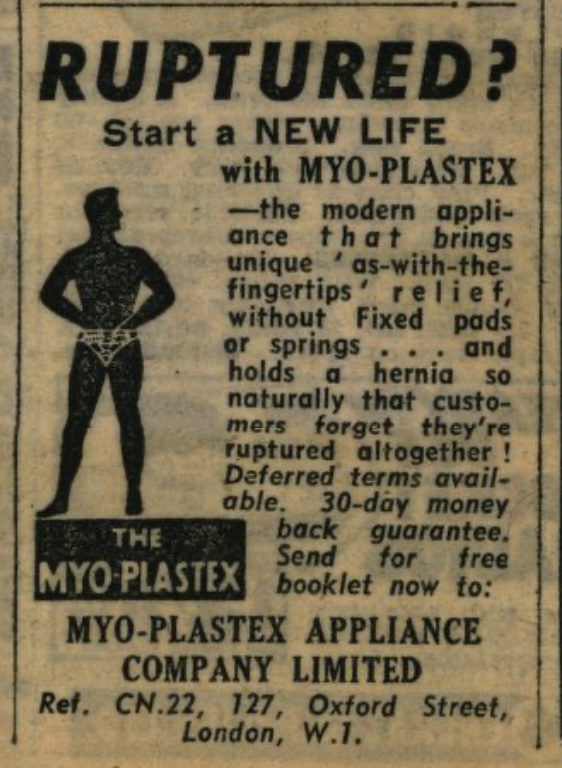 RUPTURED?
Start a NEW LIFE
with MYO-PLASTEX
—the modern appli-
ance that brings
unique ' as-with-the-
fingertips' relief,
without Fixed pads
or springs . . . and
holds a hernia so
naturally that custo-
mers forget they're
ruptured altogether !
Deferred terms avail-
able. 30-day money
back guarantee.
Send for free
booklet now to:
THE
MYO-PLASTEX
MYO-PLASTEX APPLIANCE
COMPANY LIMITED
Ref. CN.22, 127, Oxford Street,
London, W.1.